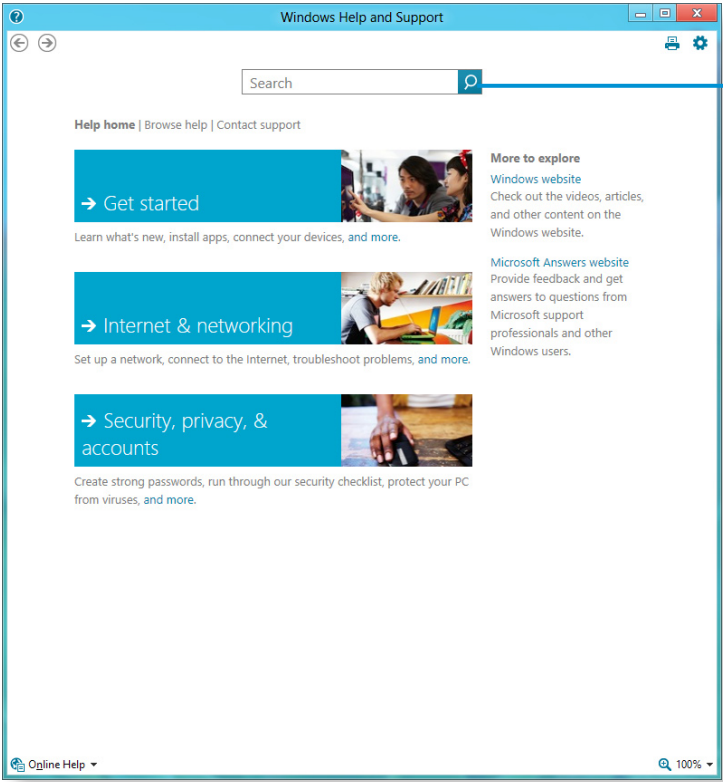 Windows Help and Support
Search
Help home | Browse help | Contact support
→ Get started
Learn what's new, install apps, connect your devices, and more.
→ Internet & networking
Set up a network, connect to the Internet, troubleshoot problems, and more.
→ Security, privacy, &
accounts
Create strong passwords, run through our security checklist, protect your PC
from viruses, and more.
More to explore
Windows website
Check out the videos, articles,
and other content on the
Windows website.
Microsoft Answers website
Provide feedback and get
answers to questions from
Microsoft support
professionals and other
Windows users.
Online Help
100%